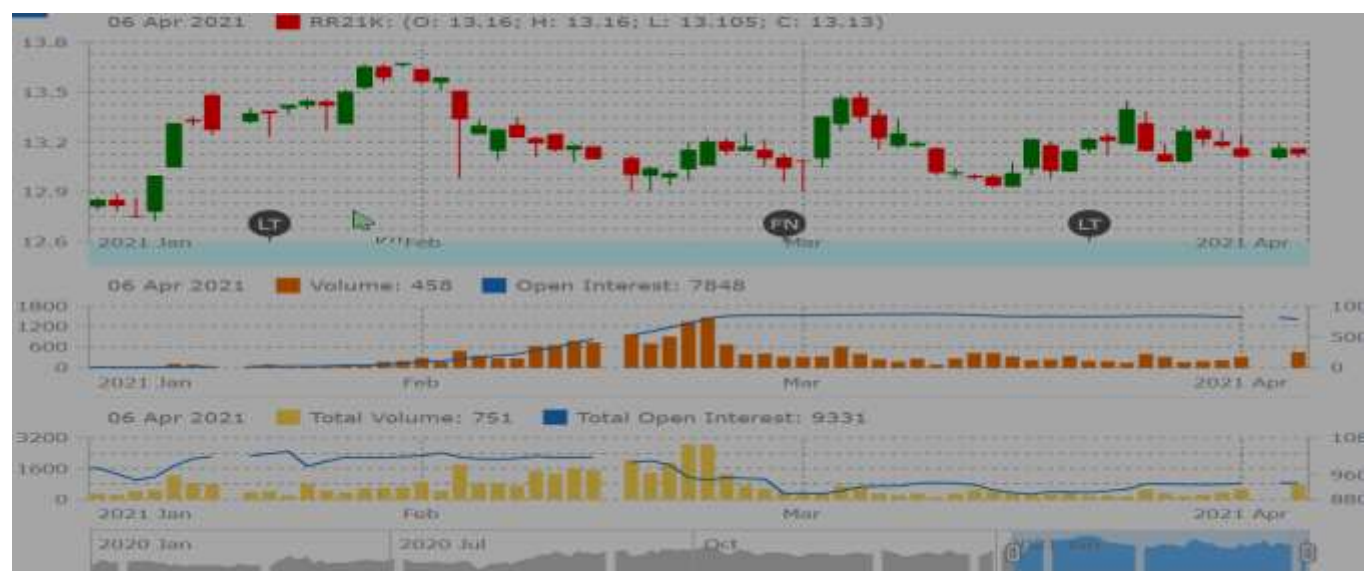 06 Apr 2021 RR21K: (O: 13.16; H: 13.16; L: 13.105; C: 13.13)
13.8
13.5
13.2
12.9
12.6
LT FN LT
2021 Jan Feb Mar 2021 Apr
06 Apr 2021 Volume: 458 Open Interest: 7848
1800
1200
600
0 0
2021 Jan Feb Mar 2021 Apr
06 Apr 2021 Total Volume: 751 Total Open Interest: 9331
3200
1600 960
0 880
2021 Jan Feb Mar 2021 Apr
2020 Jan 2020 Jul Oct